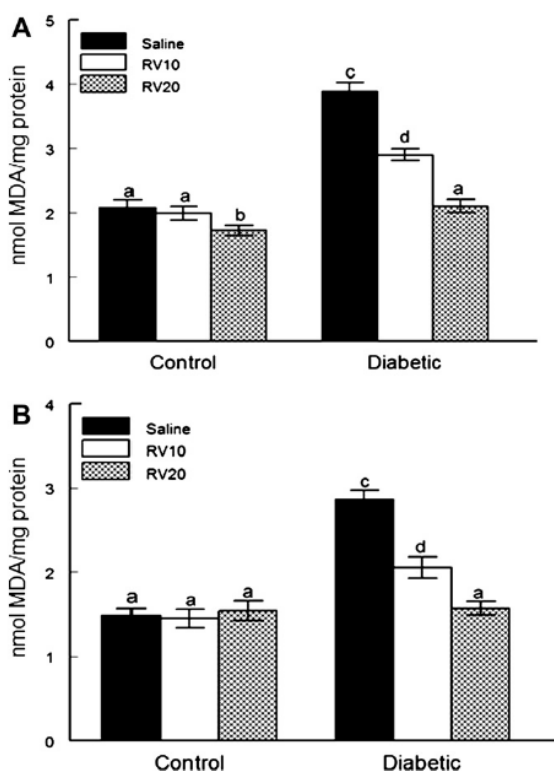 A
5
4
3
2
1
0
nmol MDA/mg protein
Saline
RV10
RV20
a
a
b
c
d
a
Control
Diabetic
B
4
3
2
1
0
nmol MDA/mg protein
Saline
RV10
RV20
a
a
a
c
d
a
Control
Diabetic